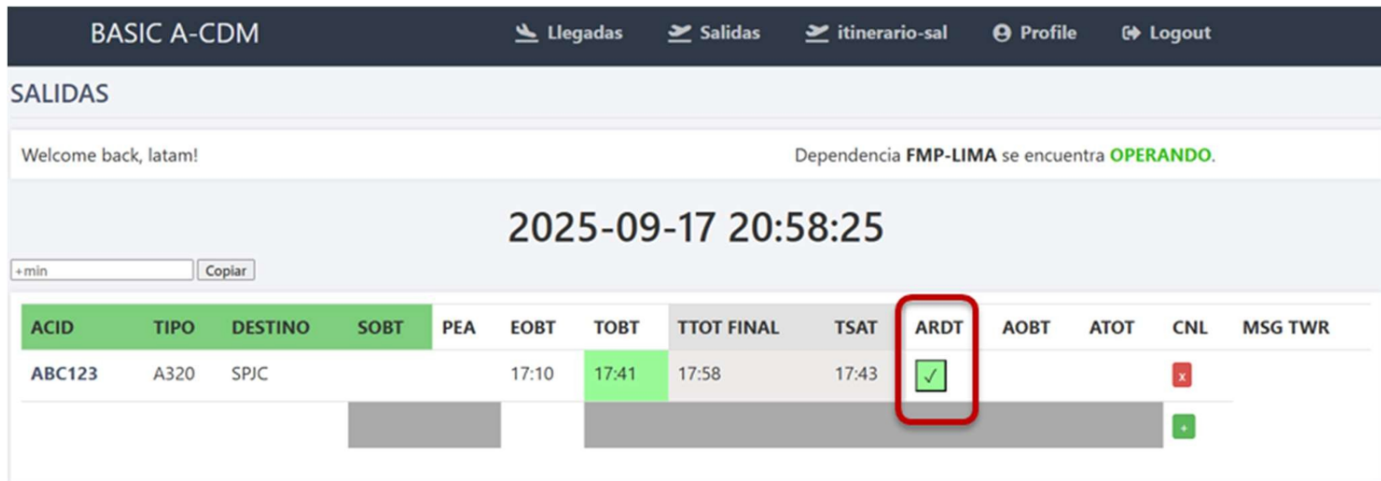 BASIC A-CDM Llegadas Salidas itinerario-sal Profile Logout
SALIDAS
Welcome back, latam! Dependencia FMP-LIMA se encuentra OPERANDO.
2025-09-17 20:58:25
+min Copiar
ACID TIPO DESTINO SOBT PEA EOBT TOBT TTOT FINAL TSAT ARDT AOBT ATOT CNL MSG TWR
ABC123 A320 SPJC 17:10 17:41 17:58 17:43 ✓ x
+